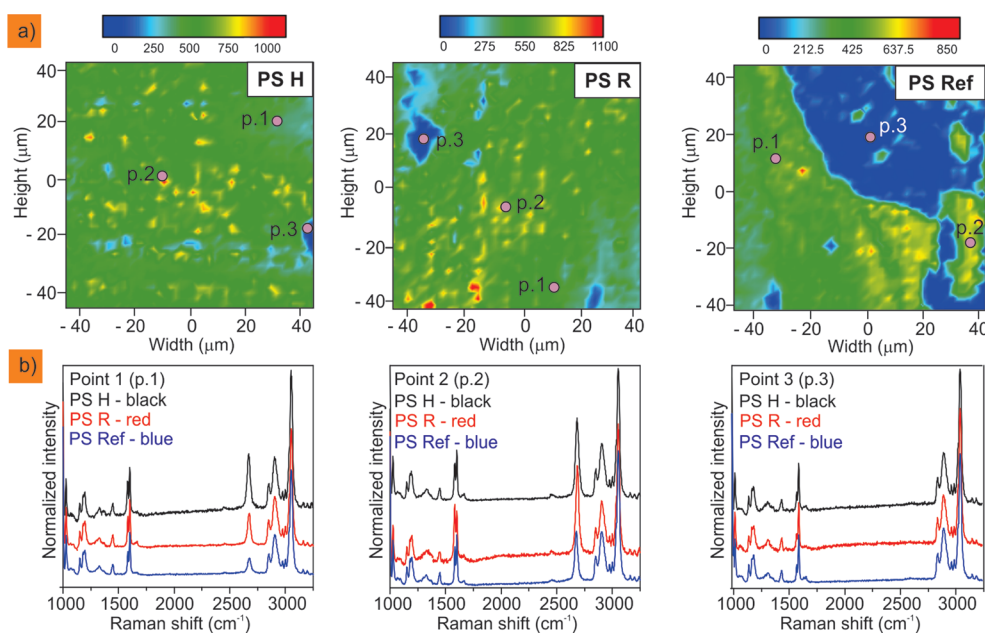 a)
0 250 500 750 1000
0 275 550 825 1100
0 212.5 425 637.5 850
PS H
p.1
p.2
p.3
Height (μm)
40
20
0
- 20
- 40
- 40 - 20 0 20 40
Width (μm)
PS R
p.3
p.2
p.1
Height (μm)
40
20
0
- 20
- 40
- 40 - 20 0 20 40
Width (μm)
PS Ref
p.1
p.3
p.2
Height (μm)
40
20
0
- 20
- 40
- 40 - 20 0 20 40
Width (μm)
b)
Point 1 (p.1)
PS H - black
PS R - red
PS Ref - blue
Normalized intensity
1000 1500 2000 2500 3000
Raman shift (cm-1)
Point 2 (p.2)
PS H - black
PS R - red
PS Ref - blue
Normalized intensity
1000 1500 2000 2500 3000
Raman shift (cm-1)
Point 3 (p.3)
PS H - black
PS R - red
PS Ref - blue
Normalized intensity
1000 1500 2000 2500 3000
Raman shift (cm-1)